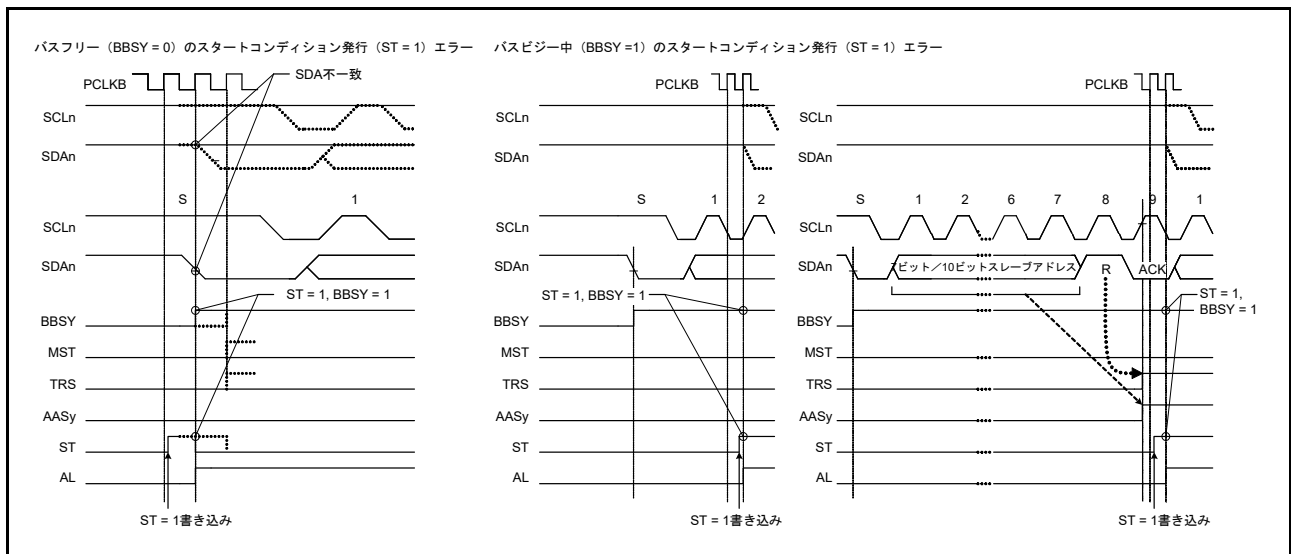 バスフリー（BBSY = 0）のスタートコンディション発行（ST = 1）エラー
PCLKB
SDA不一致
SCLn
SDAn
S
1
SCLn
SDAn
ST = 1, BBSY = 1
BBSY
MST
TRS
AASy
ST
AL
ST = 1書き込み
バスビジー中（BBSY =1）のスタートコンディション発行（ST = 1）エラー
PCLKB
SCLn
SDAn
S
1
2
SCLn
SDAn
ST = 1, BBSY = 1
BBSY
MST
TRS
AASy
ST
AL
ST = 1書き込み
PCLKB
SCLn
SDAn
S
1
2
6
7
8
9
1
SCLn
SDAn
7ビット／10ビットスレーブアドレス
R
ACK
ST = 1,
BBSY = 1
BBSY
MST
TRS
AASy
ST
AL
ST = 1書き込み